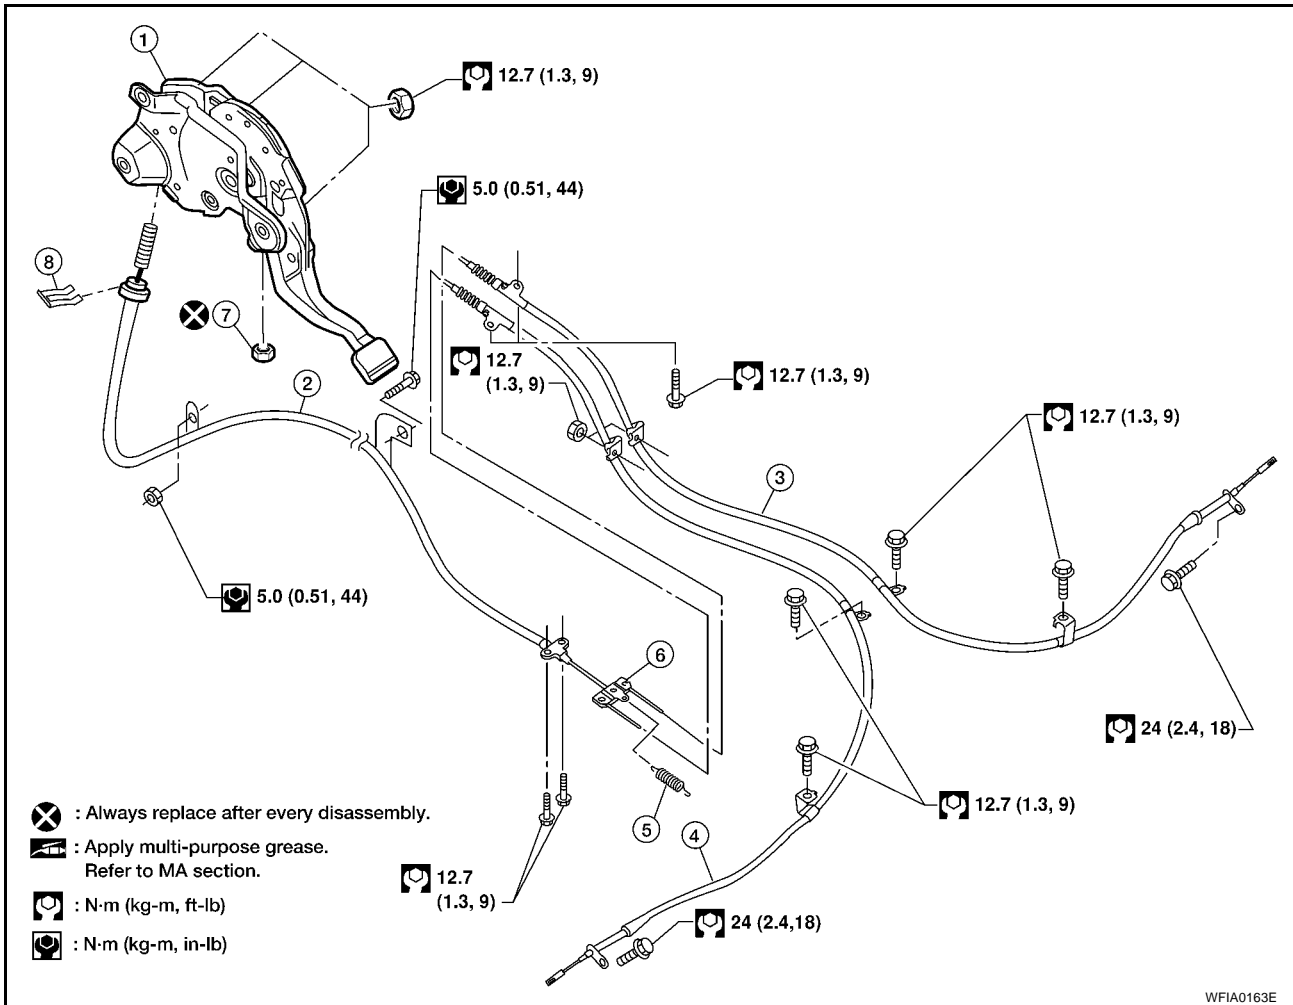 1
12.7 (1.3, 9)
5.0 (0.51, 44)
8
7
12.7
(1.3, 9)
12.7 (1.3, 9)
2
12.7 (1.3, 9)
3
5.0 (0.51, 44)
6
24 (2.4, 18)
12.7 (1.3, 9)
5
4
: Always replace after every disassembly.
: Apply multi-purpose grease.
Refer to MA section.
: N·m (kg-m, ft-lb)
: N·m (kg-m, in-lb)
12.7
(1.3, 9)
24 (2.4,18)
WFIA0163E